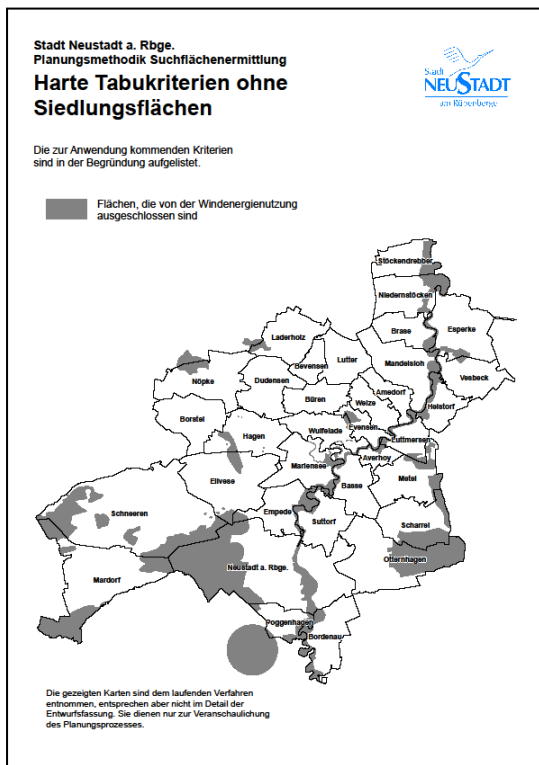 Stadt Neustadt a. Rbge.
Planungsmethodik Suchflächenermittlung
Harte Tabukriterien ohne
Siedlungsflächen
Stadt
NEUSTADT
am Rübenberge
Die zur Anwendung kommenden Kriterien
sind in der Begründung aufgelistet.
Flächen, die von der Windenergienutzung
ausgeschlossen sind
Stöckendrebber
Niedernstöcken
Brase
Esperke
Laderholz
Lutter
Mandelsloh
Bevensen
Vesbeck
Nöpke
Dudensen
Amedorf
Büren
Welze
Helstorf
Borstel
Wulfelade
Evensen
Hagen
Luttmersen
Averhoy
Mariensee
Metel
Eilvese
Basse
Schneeren
Empede
Suttorf
Scharrel
Otternhagen
Neustadt a. Rbge.
Mardorf
Poggenhagen
Bordenau
Die gezeigten Karten sind dem laufenden Verfahren
entnommen, entsprechen aber nicht im Detail der
Entwurfsfassung. Sie dienen nur zur Veranschaulichung
des Planungsprozesses.